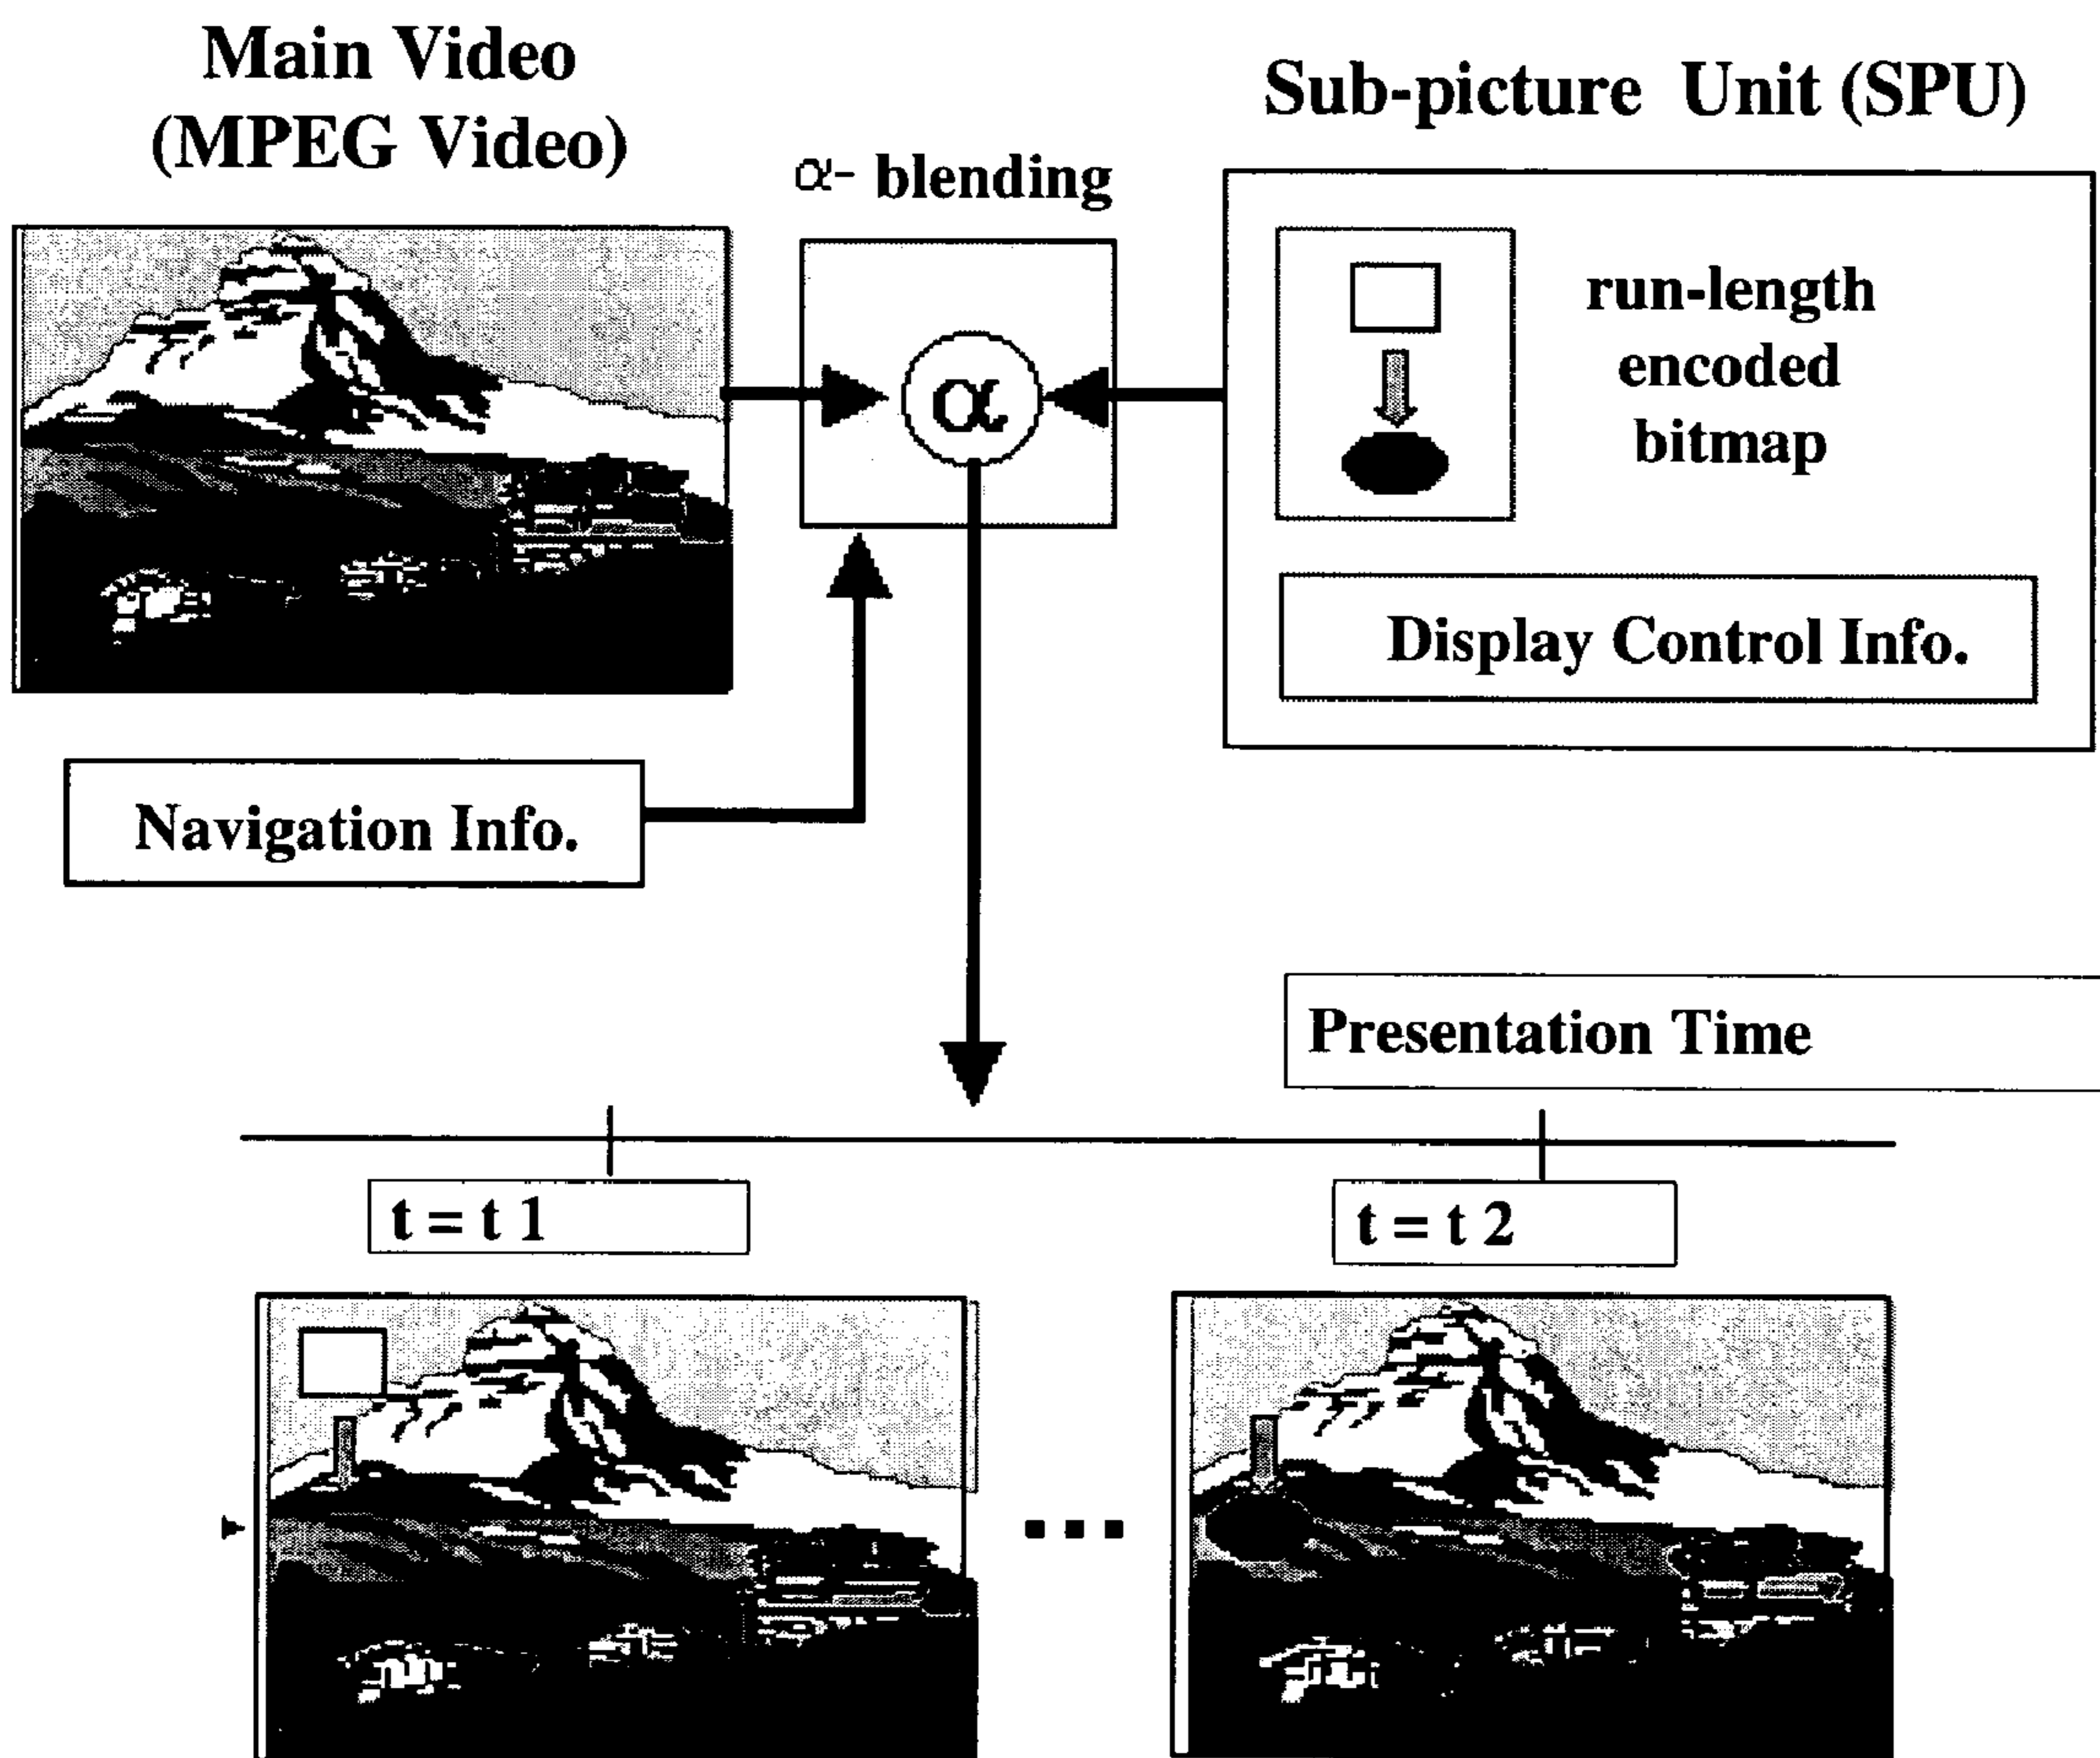 Main Video
(MPEG Video)
Sub-picture Unit (SPU)
α- blending
α
run-length
encoded
bitmap
Display Control Info.
Navigation Info.
Presentation Time
t = t 1
t = t 2